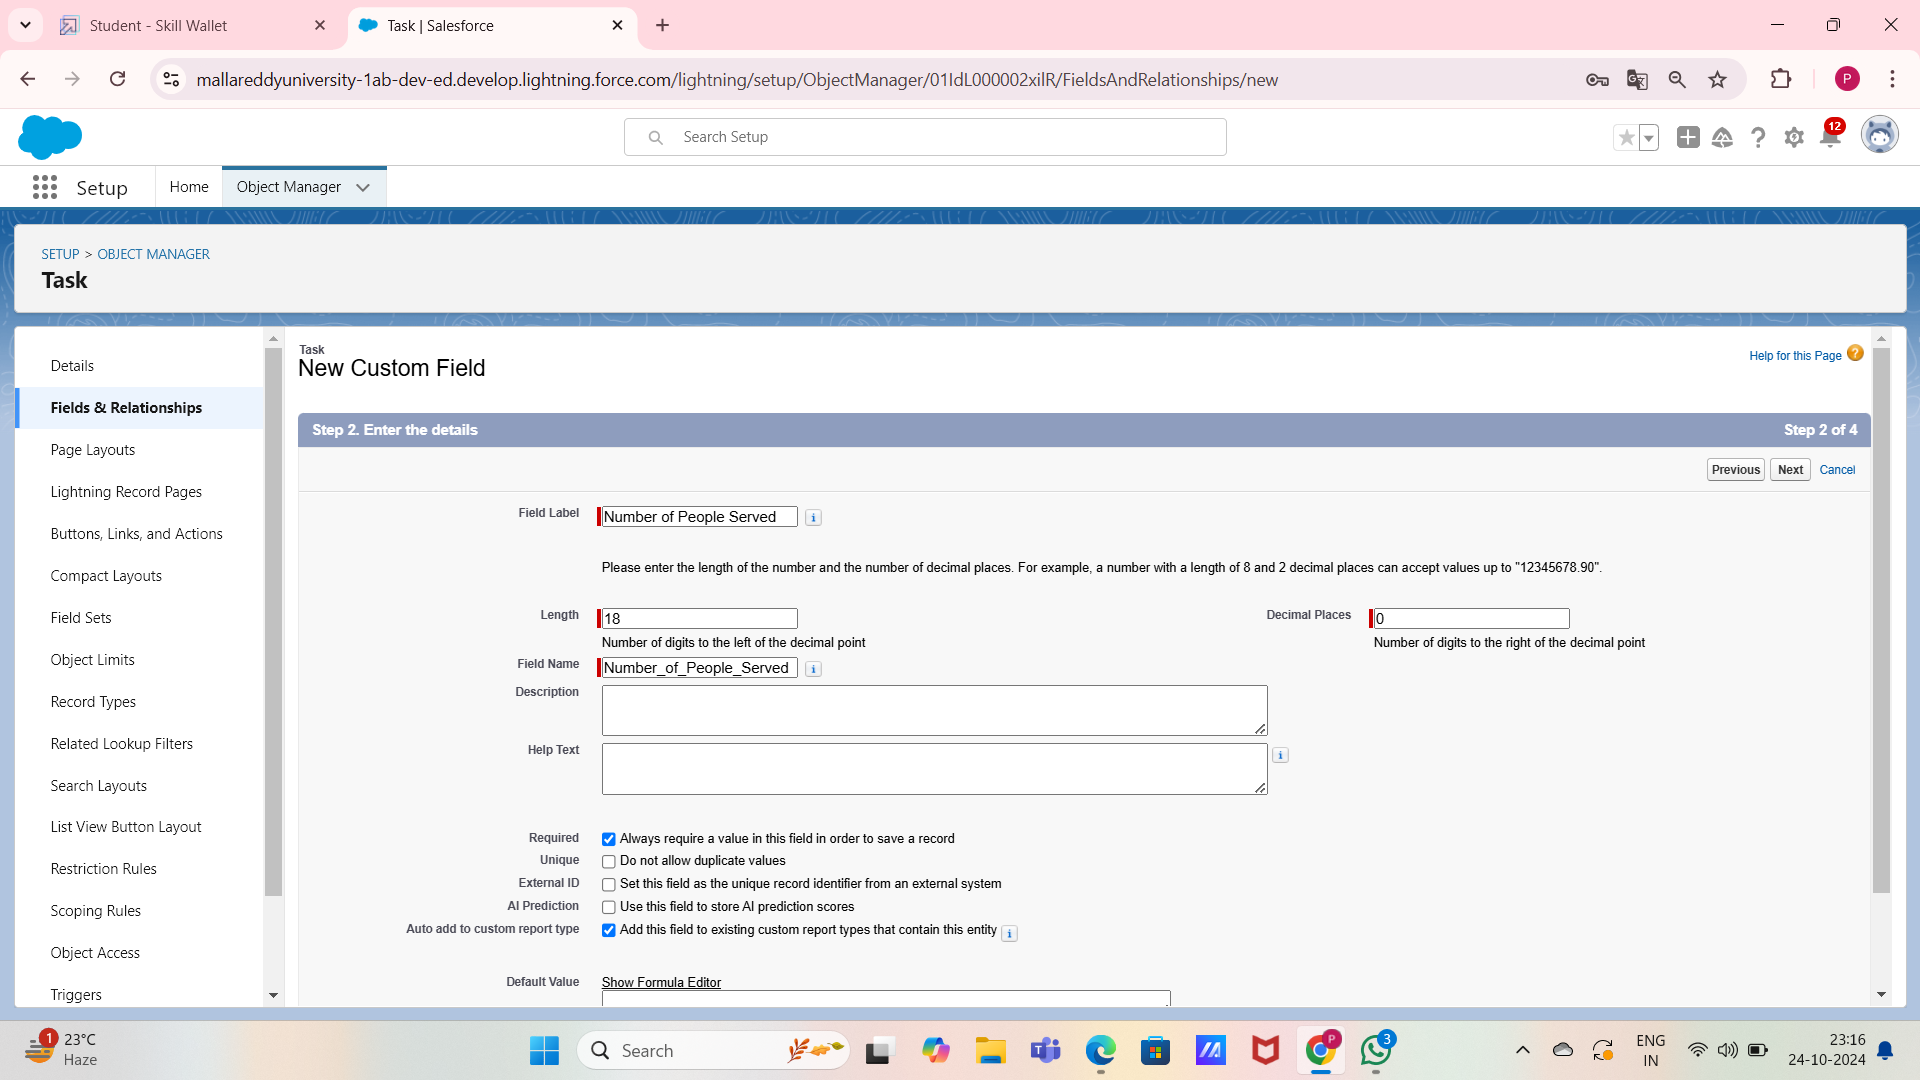 Student - Skill Wallet
Task | Salesforce
mallareddyuniversity-1ab-dev-ed.develop.lightning.force.com/lightning/setup/ObjectManager/01IdL000002xilR/FieldsAndRelationships/new
P
Search Setup
12
Setup
Home
Object Manager
SETUP > OBJECT MANAGER
Task
Details
Fields & Relationships
Page Layouts
Lightning Record Pages
Buttons, Links, and Actions
Compact Layouts
Field Sets
Object Limits
Record Types
Related Lookup Filters
Search Layouts
List View Button Layout
Restriction Rules
Scoping Rules
Object Access
Triggers
Task
New Custom Field
Help for this Page ?
Step 2. Enter the details
Step 2 of 4
Previous
Next
Cancel
Field Label
Number of People Served
i
Please enter the length of the number and the number of decimal places. For example, a number with a length of 8 and 2 decimal places can accept values up to "12345678.90".
Length
18
Decimal Places
0
Number of digits to the left of the decimal point
Number of digits to the right of the decimal point
Field Name
Number_of_People_Served
i
Description
Help Text
i
Required
Always require a value in this field in order to save a record
Unique
Do not allow duplicate values
External ID
Set this field as the unique record identifier from an external system
AI Prediction
Use this field to store AI prediction scores
Auto add to custom report type
Add this field to existing custom report types that contain this entity
i
Default Value
Show Formula Editor
1
23°C
Haze
Search
P
3
ENG
IN
23:16
24-10-2024